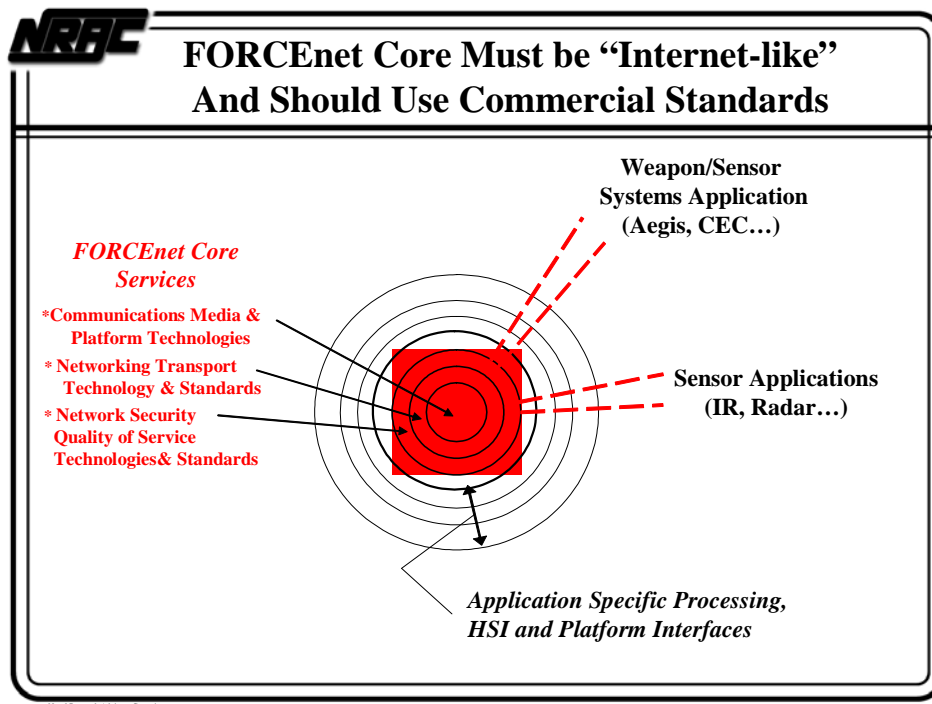 NRAC
FORCEnet Core Must be “Internet-like”
And Should Use Commercial Standards
Weapon/Sensor
Systems Application
(Aegis, CEC…)
FORCEnet Core
Services
*Communications Media &
Platform Technologies
* Networking Transport
Technology & Standards
* Network Security
Quality of Service
Technologies& Standards
Sensor Applications
(IR, Radar…)
Application Specific Processing,
HSI and Platform Interfaces